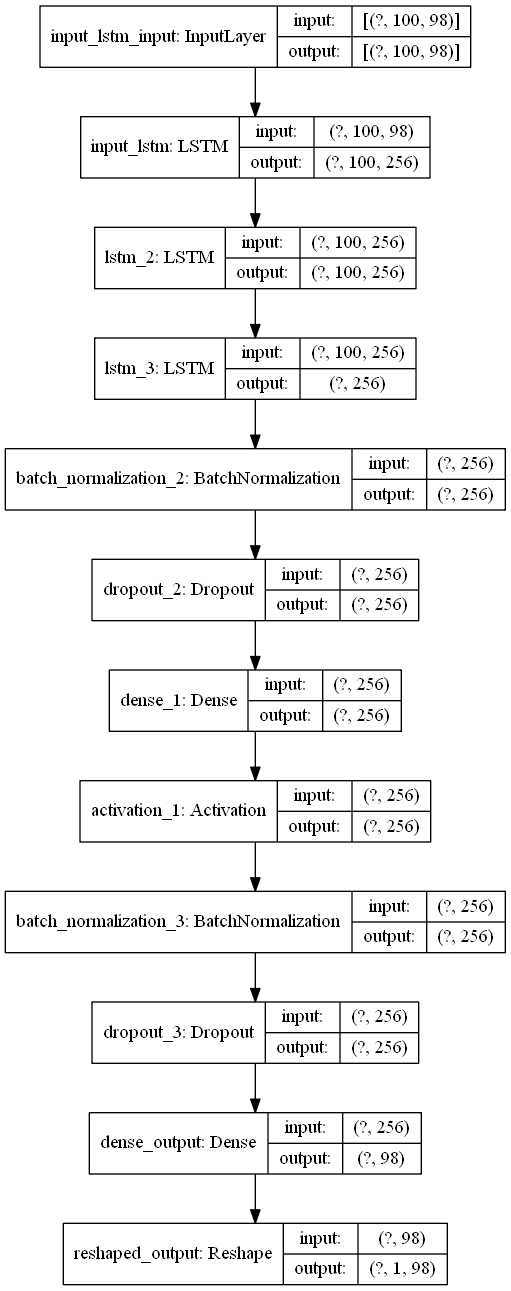 input_lstm_input: InputLayer
input: [(?, 100, 98)]
output: [(?, 100, 98)]
input_lstm: LSTM
input: (?, 100, 98)
output: (?, 100, 256)
lstm_2: LSTM
input: (?, 100, 256)
output: (?, 100, 256)
lstm_3: LSTM
input: (?, 100, 256)
output: (?, 256)
batch_normalization_2: BatchNormalization
input: (?, 256)
output: (?, 256)
dropout_2: Dropout
input: (?, 256)
output: (?, 256)
dense_1: Dense
input: (?, 256)
output: (?, 256)
activation_1: Activation
input: (?, 256)
output: (?, 256)
batch_normalization_3: BatchNormalization
input: (?, 256)
output: (?, 256)
dropout_3: Dropout
input: (?, 256)
output: (?, 256)
dense_output: Dense
input: (?, 256)
output: (?, 98)
reshaped_output: Reshape
input: (?, 98)
output: (?, 1, 98)